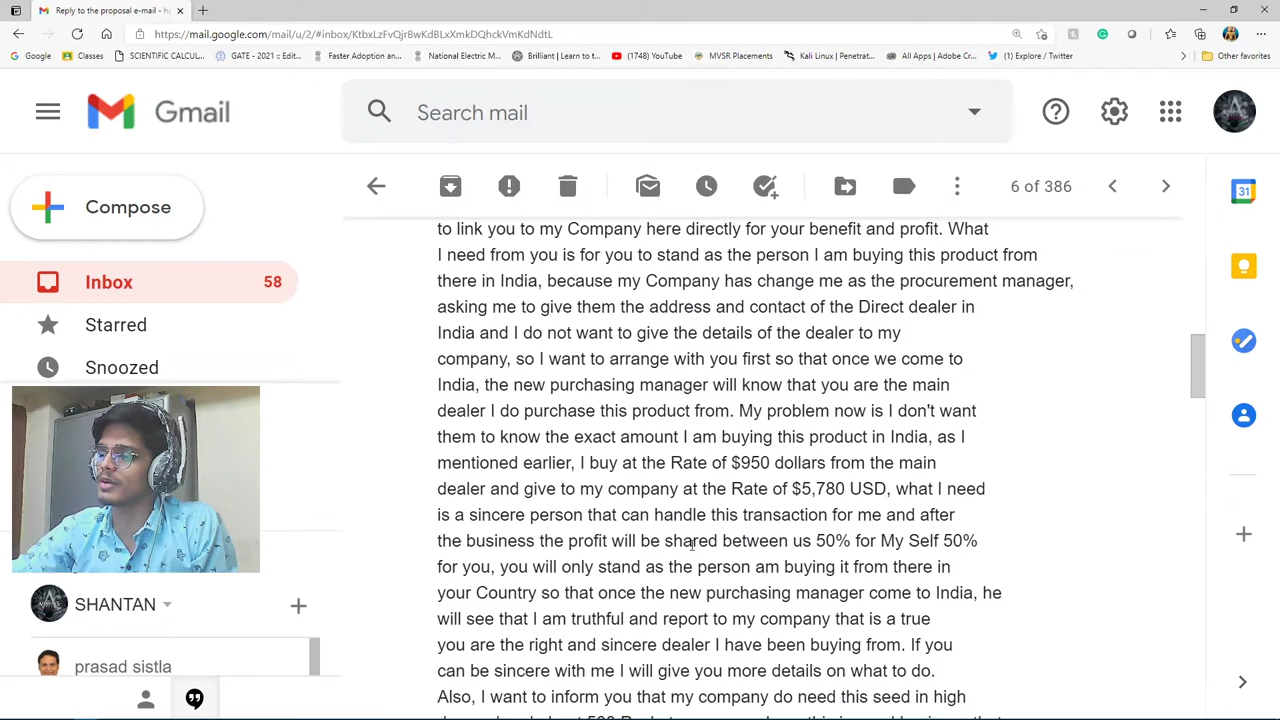 Reply to the proposal e-mail - ha
https://mail.google.com/mail/u/2/#inbox/KtbxLzFvQjrBwKdBLxXmkDQhckVmKdNdtL
Google
SCIENTIFIC CALCUL...
GATE - 2021 :: Edit...
Faster Adoption an...
National Electric M...
Brilliant | Learn to t...
(1748) YouTube
MVSR Placements
Kali Linux | Penetrat...
All Apps | Adobe Cr...
(1) Explore / Twitter
Other favorites
Gmail
Search mail
Compose
6 of 386
Inbox 58
Starred
Snoozed
to link you to my Company here directly for your benefit and profit. What
I need from you is for you to stand as the person I am buying this product from
there in India, because my Company has change me as the procurement manager,
asking me to give them the address and contact of the Direct dealer in
India and I do not want to give the details of the dealer to my
company, so I want to arrange with you first so that once we come to
India, the new purchasing manager will know that you are the main
dealer I do purchase this product from. My problem now is I don't want
them to know the exact amount I am buying this product in India, as I
mentioned earlier, I buy at the Rate of $950 dollars from the main
dealer and give to my company at the Rate of $5,780 USD, what I need
is a sincere person that can handle this transaction for me and after
the business the profit will be shared between us 50% for My Self 50%
for you, you will only stand as the person am buying it from there in
your Country so that once the new purchasing manager come to India, he
will see that I am truthful and report to my company that is a true
you are the right and sincere dealer I have been buying from. If you
can be sincere with me I will give you more details on what to do.
Also, I want to inform you that my company do need this seed in high
SHANTAN
prasad sistla
31